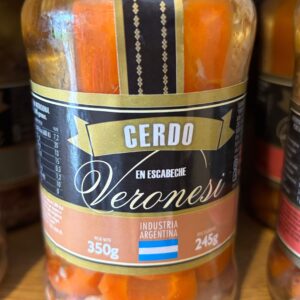 CERDO
EN ESCABECHE
Veronesi
INDUSTRIA
ARGENTINA
350g
245g